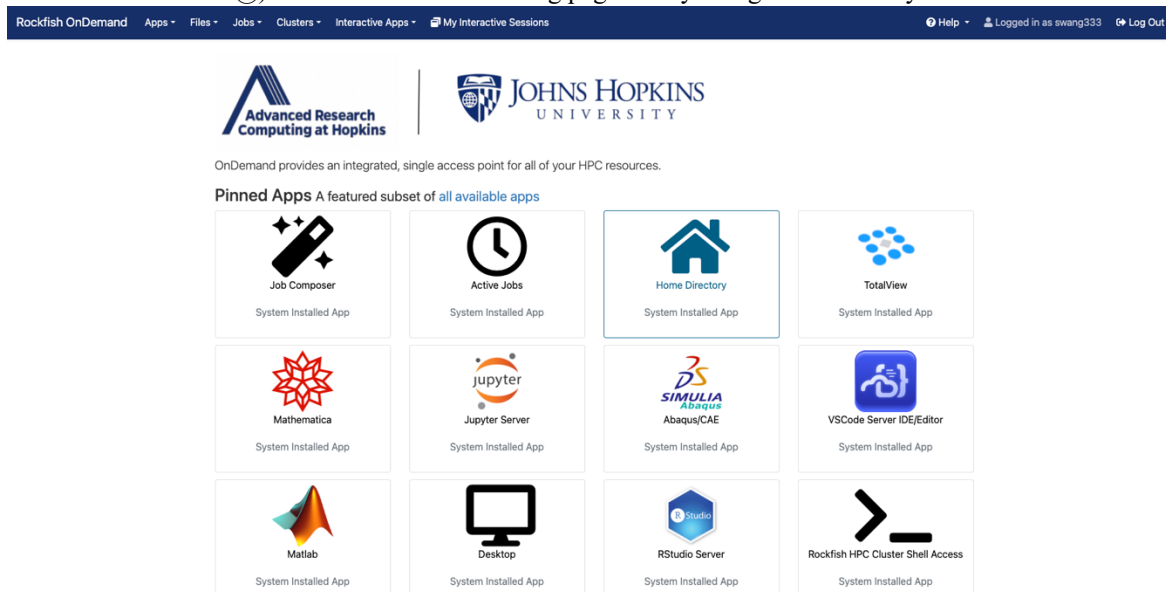 Rockfish OnDemand Apps Files Jobs Clusters Interactive Apps My Interactive Sessions Help Logged in as swang333 Log Out
Advanced Research
Computing at Hopkins
JOHNS HOPKINS
UNIVERSITY
OnDemand provides an integrated, single access point for all of your HPC resources.
Pinned Apps A featured subset of all available apps
Job Composer
System Installed App
Active Jobs
System Installed App
Home Directory
System Installed App
TotalView
System Installed App
Mathematica
System Installed App
jupyter
Jupyter Server
System Installed App
SIMULIA
Abaqus
Abaqus/CAE
System Installed App
VSCode Server IDE/Editor
System Installed App
Matlab
System Installed App
Desktop
System Installed App
R Studio
RStudio Server
System Installed App
Rockfish HPC Cluster Shell Access
System Installed App